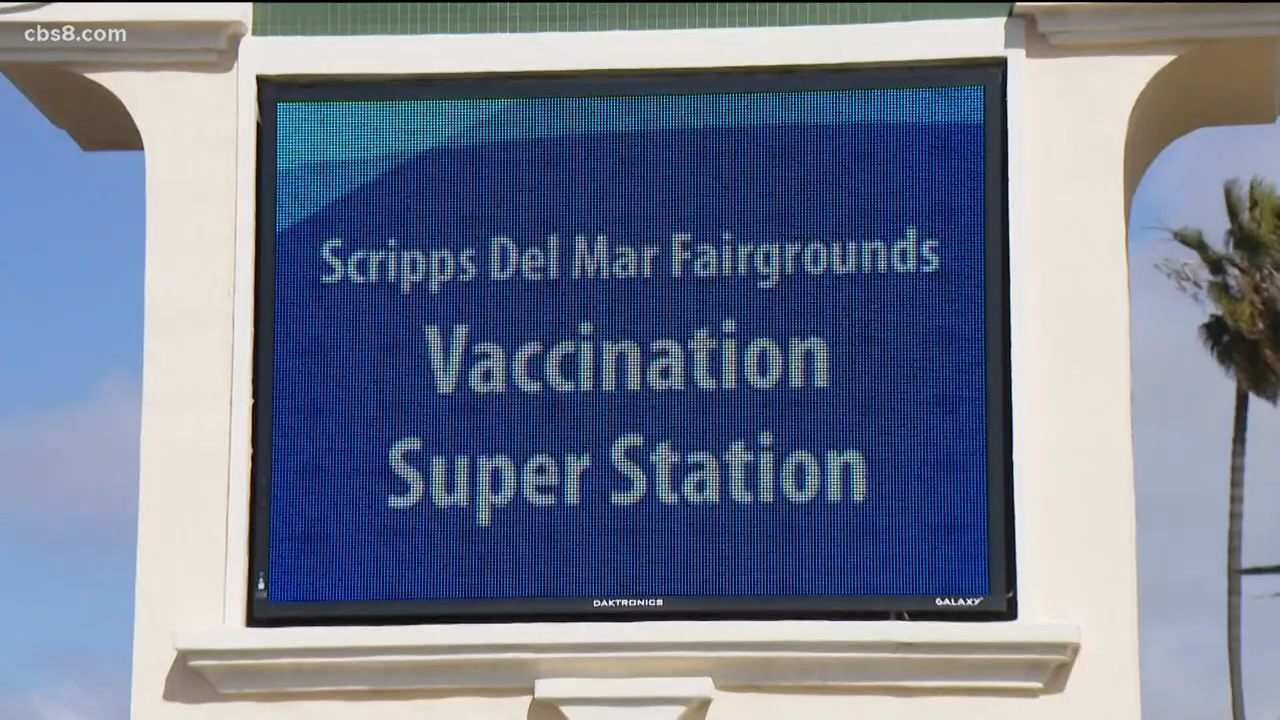 cbs8.com
Scripps Del Mar Fairgrounds
Vaccination
Super Station
DAKTRONICS
GALAXY